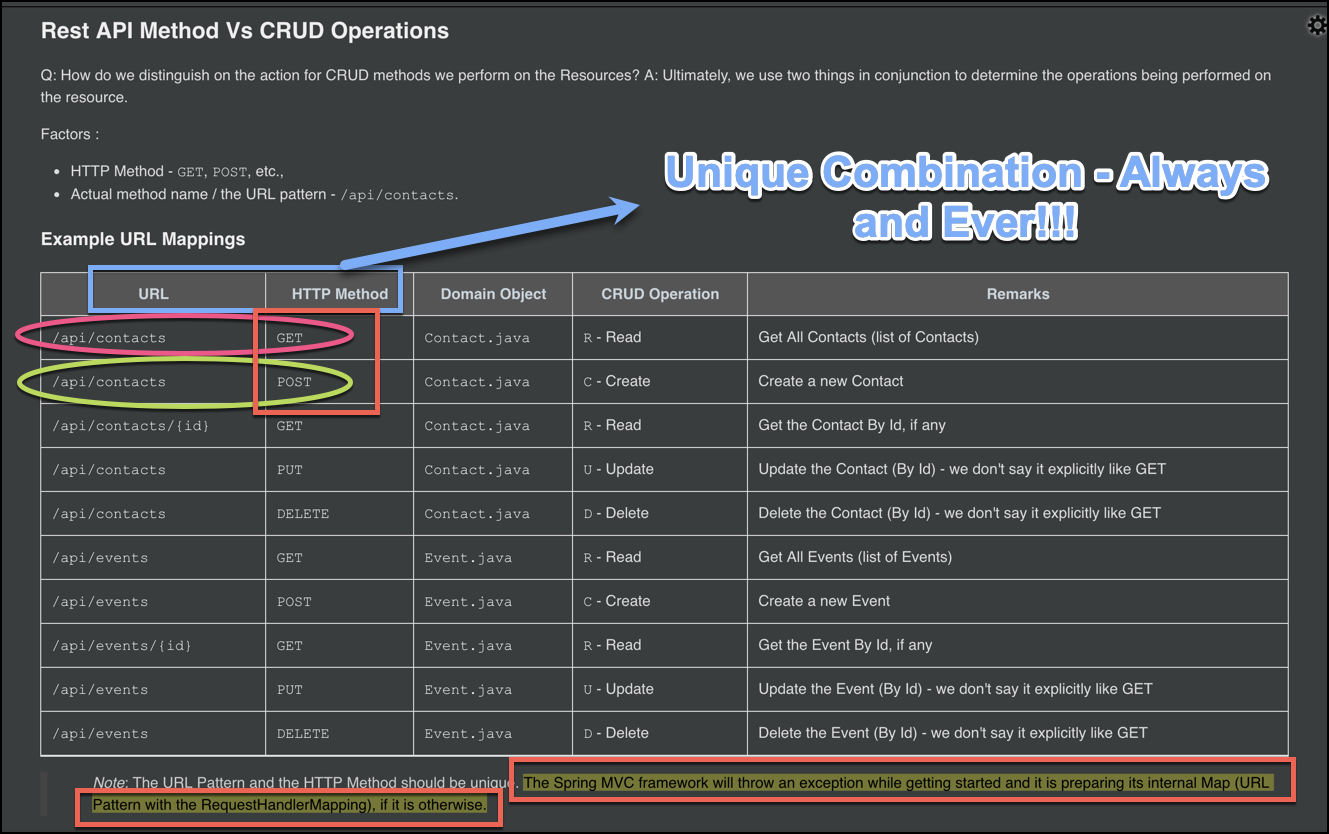 Rest API Method Vs CRUD Operations
Q: How do we distinguish on the action for CRUD methods we perform on the Resources? A: Ultimately, we use two things in conjunction to determine the operations being performed on
the resource.
Factors :
• HTTP Method - GET, POST, etc.,
• Actual method name / the URL pattern - /api/contacts.
Unique Combination - Always
and Ever!!!
Example URL Mappings
URL HTTP Method Domain Object CRUD Operation Remarks
/api/contacts GET Contact.java R - Read Get All Contacts (list of Contacts)
/api/contacts POST Contact.java C - Create Create a new Contact
/api/contacts/{id} GET Contact.java R - Read Get the Contact By Id, if any
/api/contacts PUT Contact.java U - Update Update the Contact (By Id) - we don't say it explicitly like GET
/api/contacts DELETE Contact.java D - Delete Delete the Contact (By Id) - we don't say it explicitly like GET
/api/events GET Event.java R - Read Get All Events (list of Events)
/api/events POST Event.java C - Create Create a new Event
/api/events/{id} GET Event.java R - Read Get the Event By Id, if any
/api/events PUT Event.java U - Update Update the Event (By Id) - we don't say it explicitly like GET
/api/events DELETE Event.java D - Delete Delete the Event (By Id) - we don't say it explicitly like GET
Note: The URL Pattern and the HTTP Method should be unique. The Spring MVC framework will throw an exception while getting started and it is preparing its internal Map (URL
Pattern with the RequestHandlerMapping), if it is otherwise.